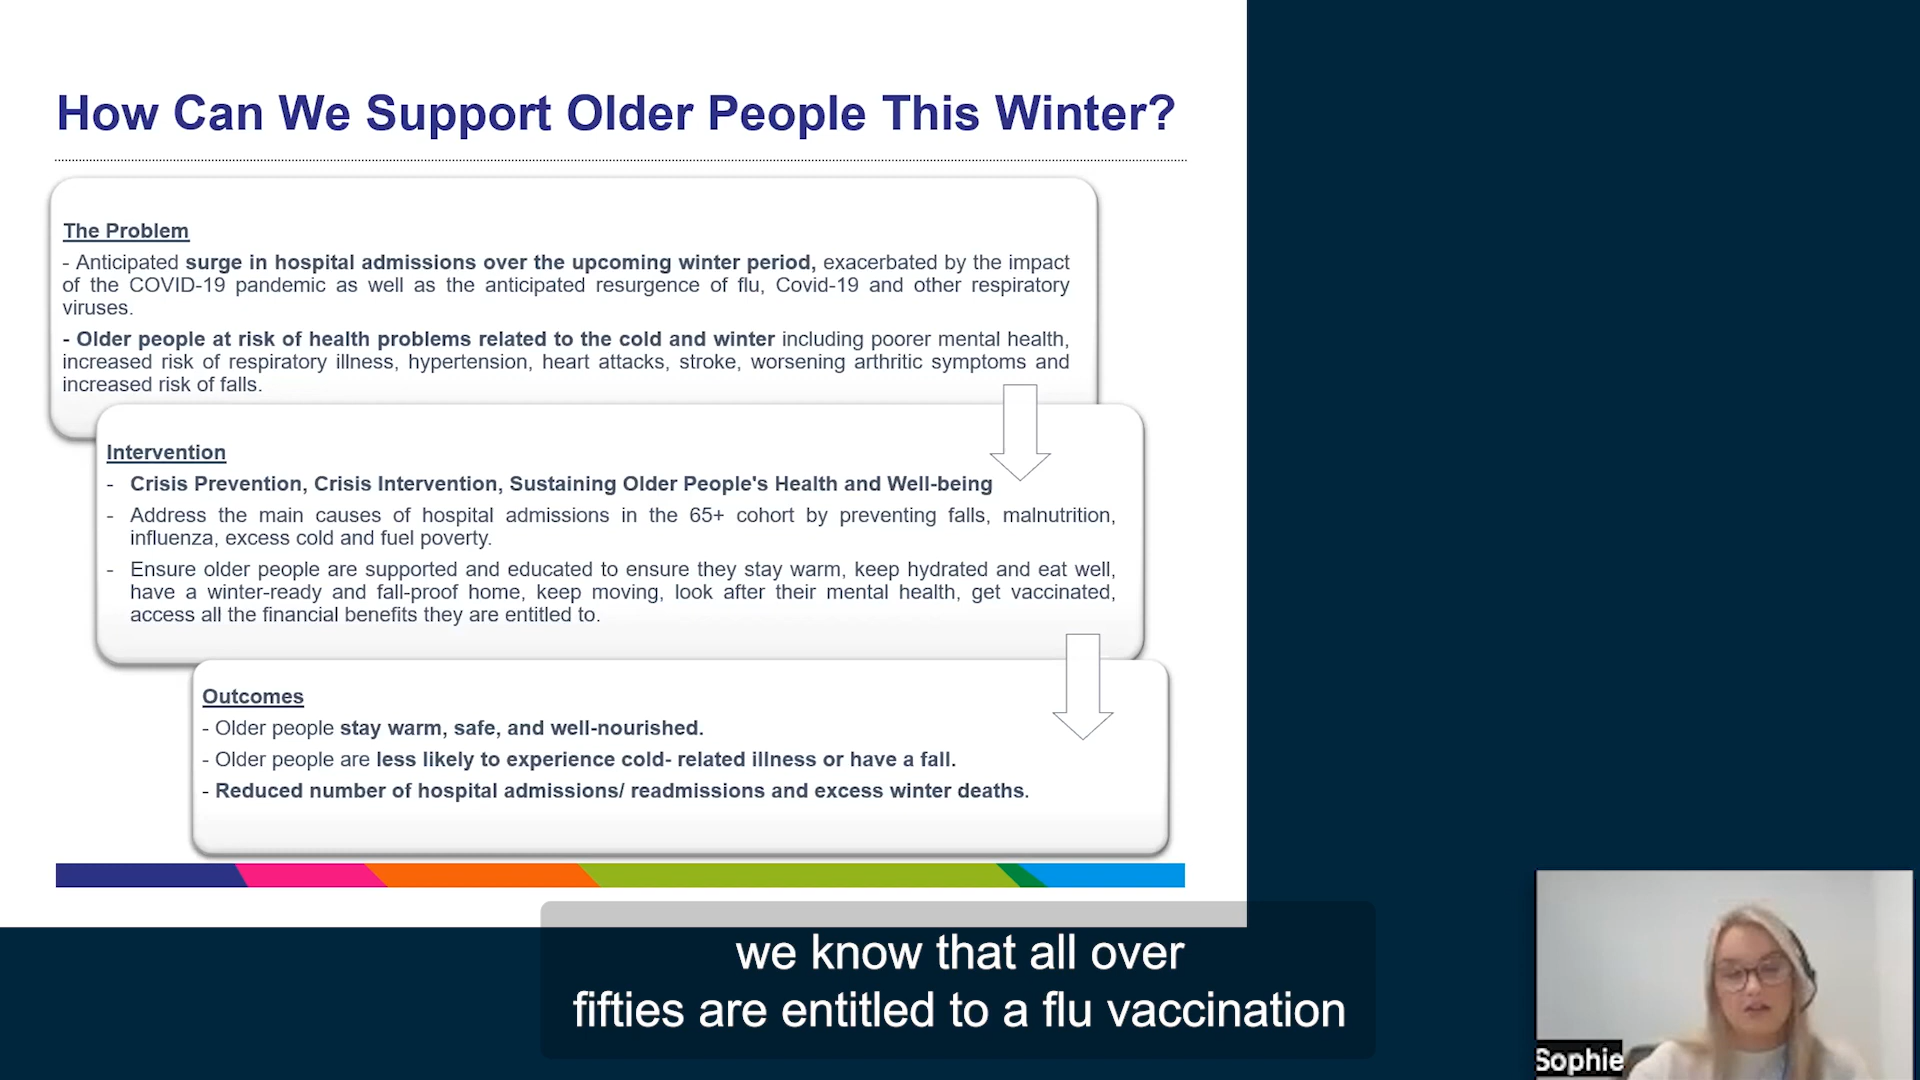 How Can We Support Older People This Winter?
The Problem
- Anticipated surge in hospital admissions over the upcoming winter period, exacerbated by the impact
of the COVID-19 pandemic as well as the anticipated resurgence of flu, Covid-19 and other respiratory
viruses.
- Older people at risk of health problems related to the cold and winter including poorer mental health,
increased risk of respiratory illness, hypertension, heart attacks, stroke, worsening arthritic symptoms and
increased risk of falls.
Intervention
- Crisis Prevention, Crisis Intervention, Sustaining Older People's Health and Well-being
- Address the main causes of hospital admissions in the 65+ cohort by preventing falls, malnutrition,
influenza, excess cold and fuel poverty.
- Ensure older people are supported and educated to ensure they stay warm, keep hydrated and eat well,
have a winter-ready and fall-proof home, keep moving, look after their mental health, get vaccinated,
access all the financial benefits they are entitled to.
Outcomes
- Older people stay warm, safe, and well-nourished.
- Older people are less likely to experience cold- related illness or have a fall.
- Reduced number of hospital admissions/ readmissions and excess winter deaths.
we know that all over
fifties are entitled to a flu vaccination
Sophie